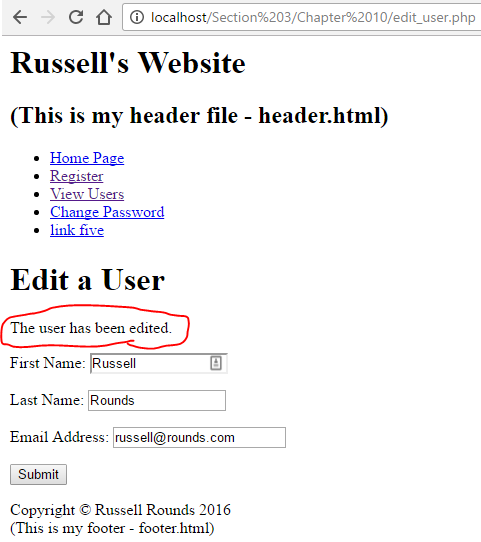 localhost/Section%203/Chapter%2010/edit_user.php
Russell's Website
(This is my header file - header.html)
Home Page
Register
View Users
Change Password
link five
Edit a User
The user has been edited.
First Name: Russell
Last Name: Rounds
Email Address: russell@rounds.com
Submit
Copyright © Russell Rounds 2016
(This is my footer - footer.html)